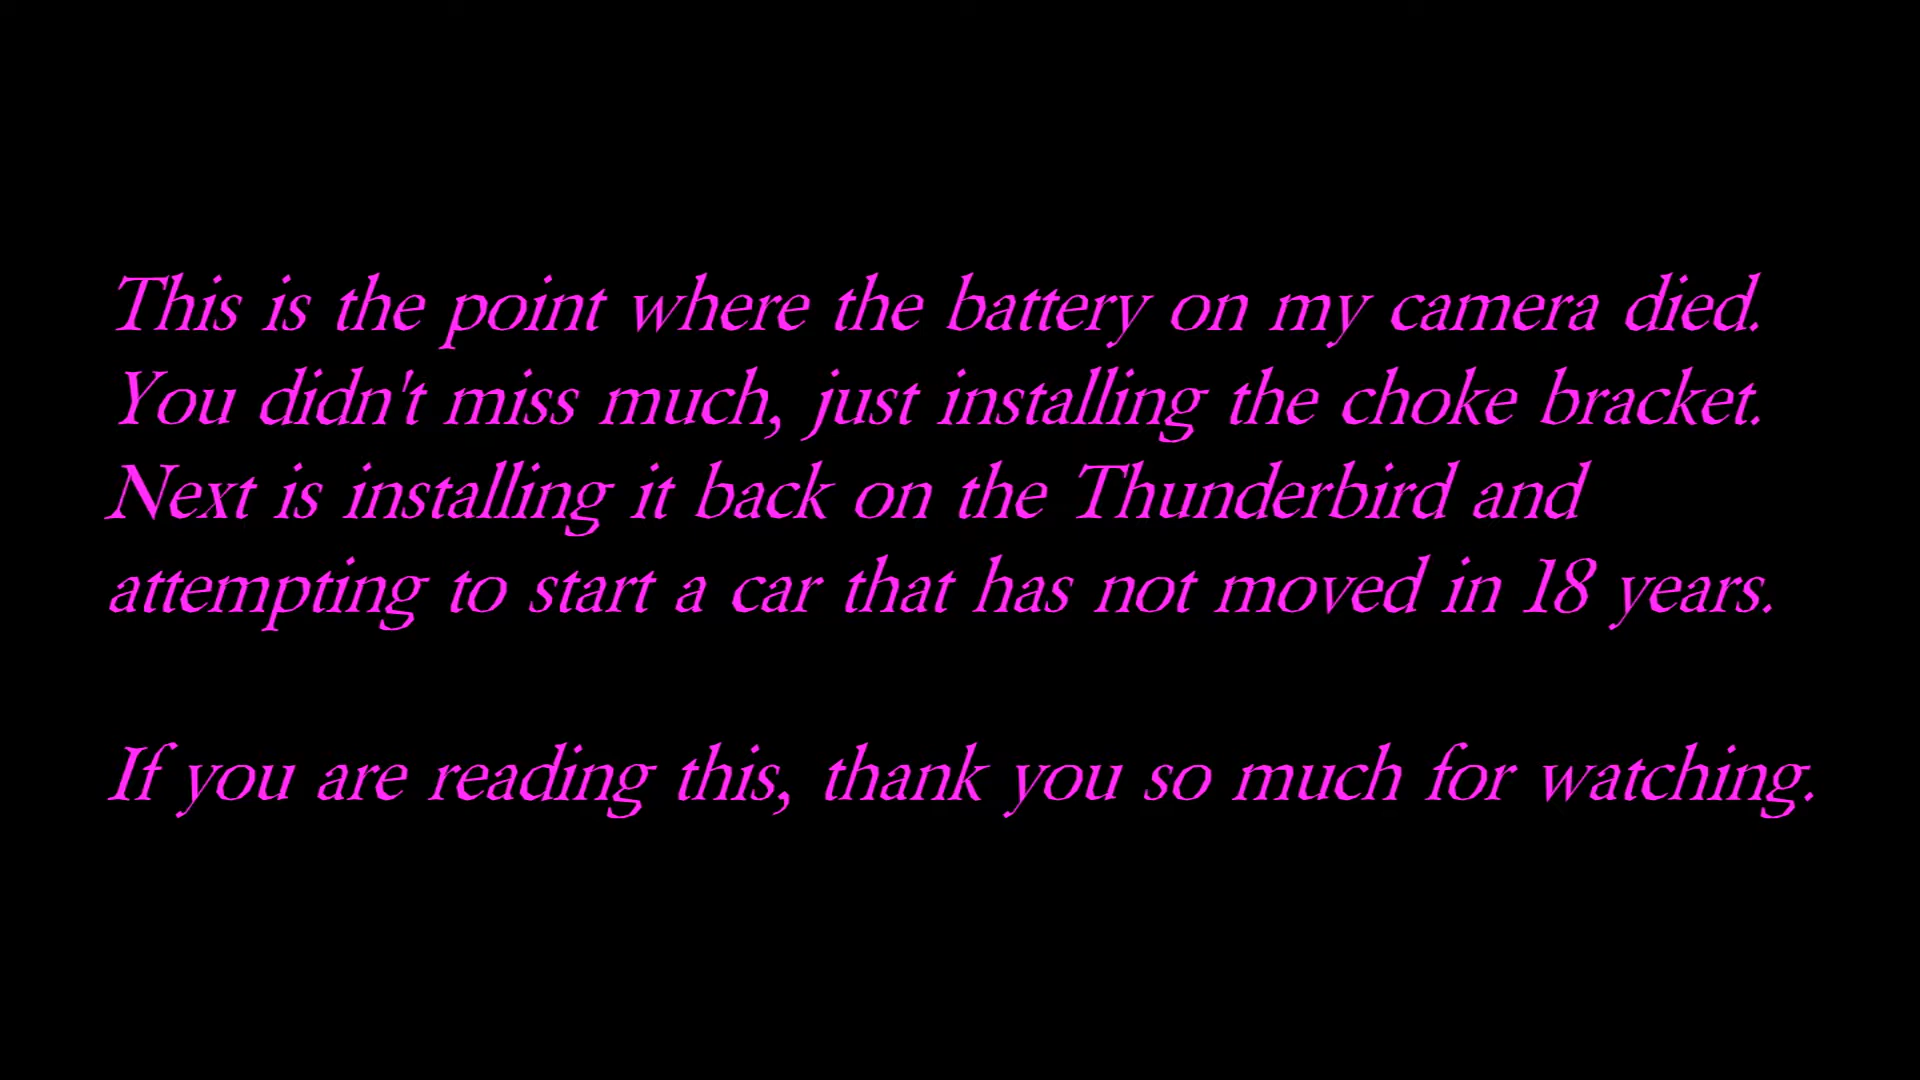 This is the point where the battery on my camera died.
You didn't miss much, just installing the choke bracket.
Next is installing it back on the Thunderbird and
attempting to start a car that has not moved in 18 years.
If you are reading this, thank you so much for watching.